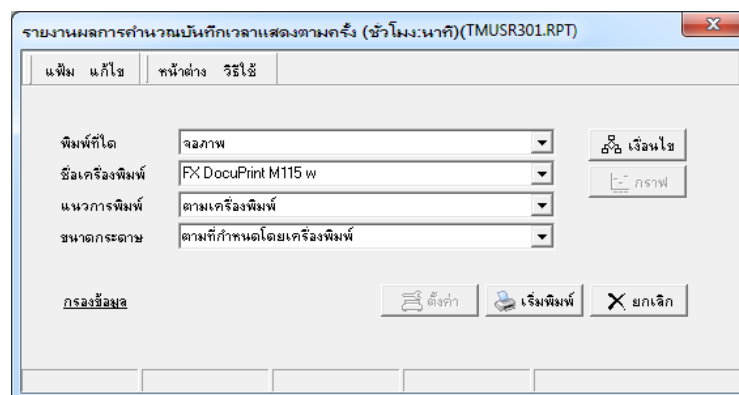 รายงานผลการคำนวณบันทึกเวลาแสดงตามครั้ง (ชั่วโมง:นาที)(TMUSR301.RPT)
แฟ้ม แก้ไข หน้าต่าง วิธีใช้
พิมพ์ที่ใด จอภาพ เงื่อนไข
ชื่อเครื่องพิมพ์ FX DocuPrint M115 w กราฟ
แนวการพิมพ์ ตามเครื่องพิมพ์
ขนาดกระดาษ ตามที่กำหนดโดยเครื่องพิมพ์
กรองข้อมูล ตั้งค่า เริ่มพิมพ์ ยกเลิก